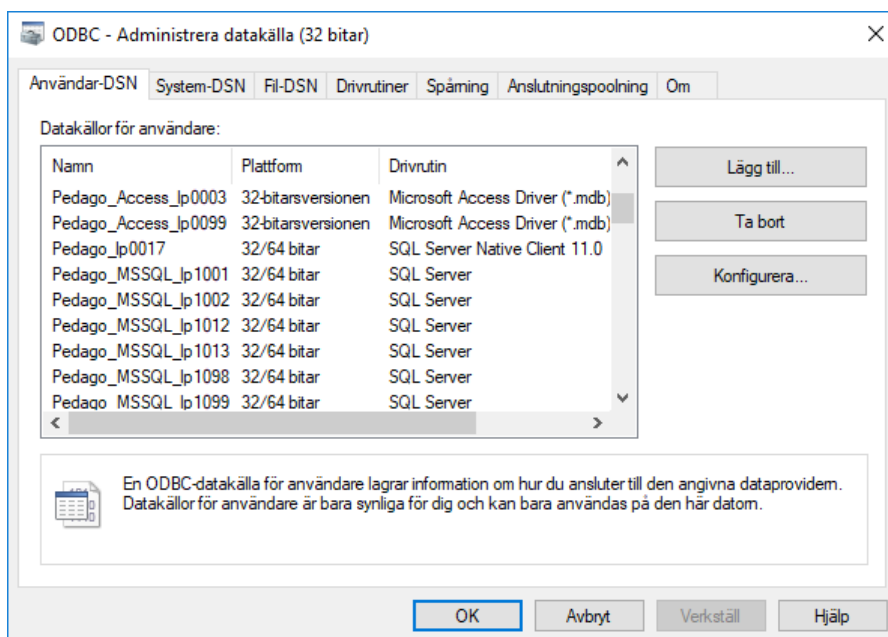 ODBC - Administrera datakälla (32 bitar)
Användar-DSN System-DSN Fil-DSN Drivrutiner Spårning Anslutningspoolning Om
Datakällor för användare:
Namn Plattform Drivrutin
Pedago_Access_lp0003 32-bitarsversionen Microsoft Access Driver (*.mdb)
Pedago_Access_lp0099 32-bitarsversionen Microsoft Access Driver (*.mdb)
Pedago_lp0017 32/64 bitar SQL Server Native Client 11.0
Pedago_MSSQL_lp1001 32/64 bitar SQL Server
Pedago_MSSQL_lp1002 32/64 bitar SQL Server
Pedago_MSSQL_lp1012 32/64 bitar SQL Server
Pedago_MSSQL_lp1013 32/64 bitar SQL Server
Pedago_MSSQL_lp1098 32/64 bitar SQL Server
Pedago_MSSQL_lp1099 32/64 bitar SQL Server
Lägg till...
Ta bort
Konfigurera...
En ODBC-datakälla för användare lagrar information om hur du ansluter till den angivna dataprovidern.
Datakällor för användare är bara synliga för dig och kan bara användas på den här datorn.
OK Avbryt Verkställ Hjälp